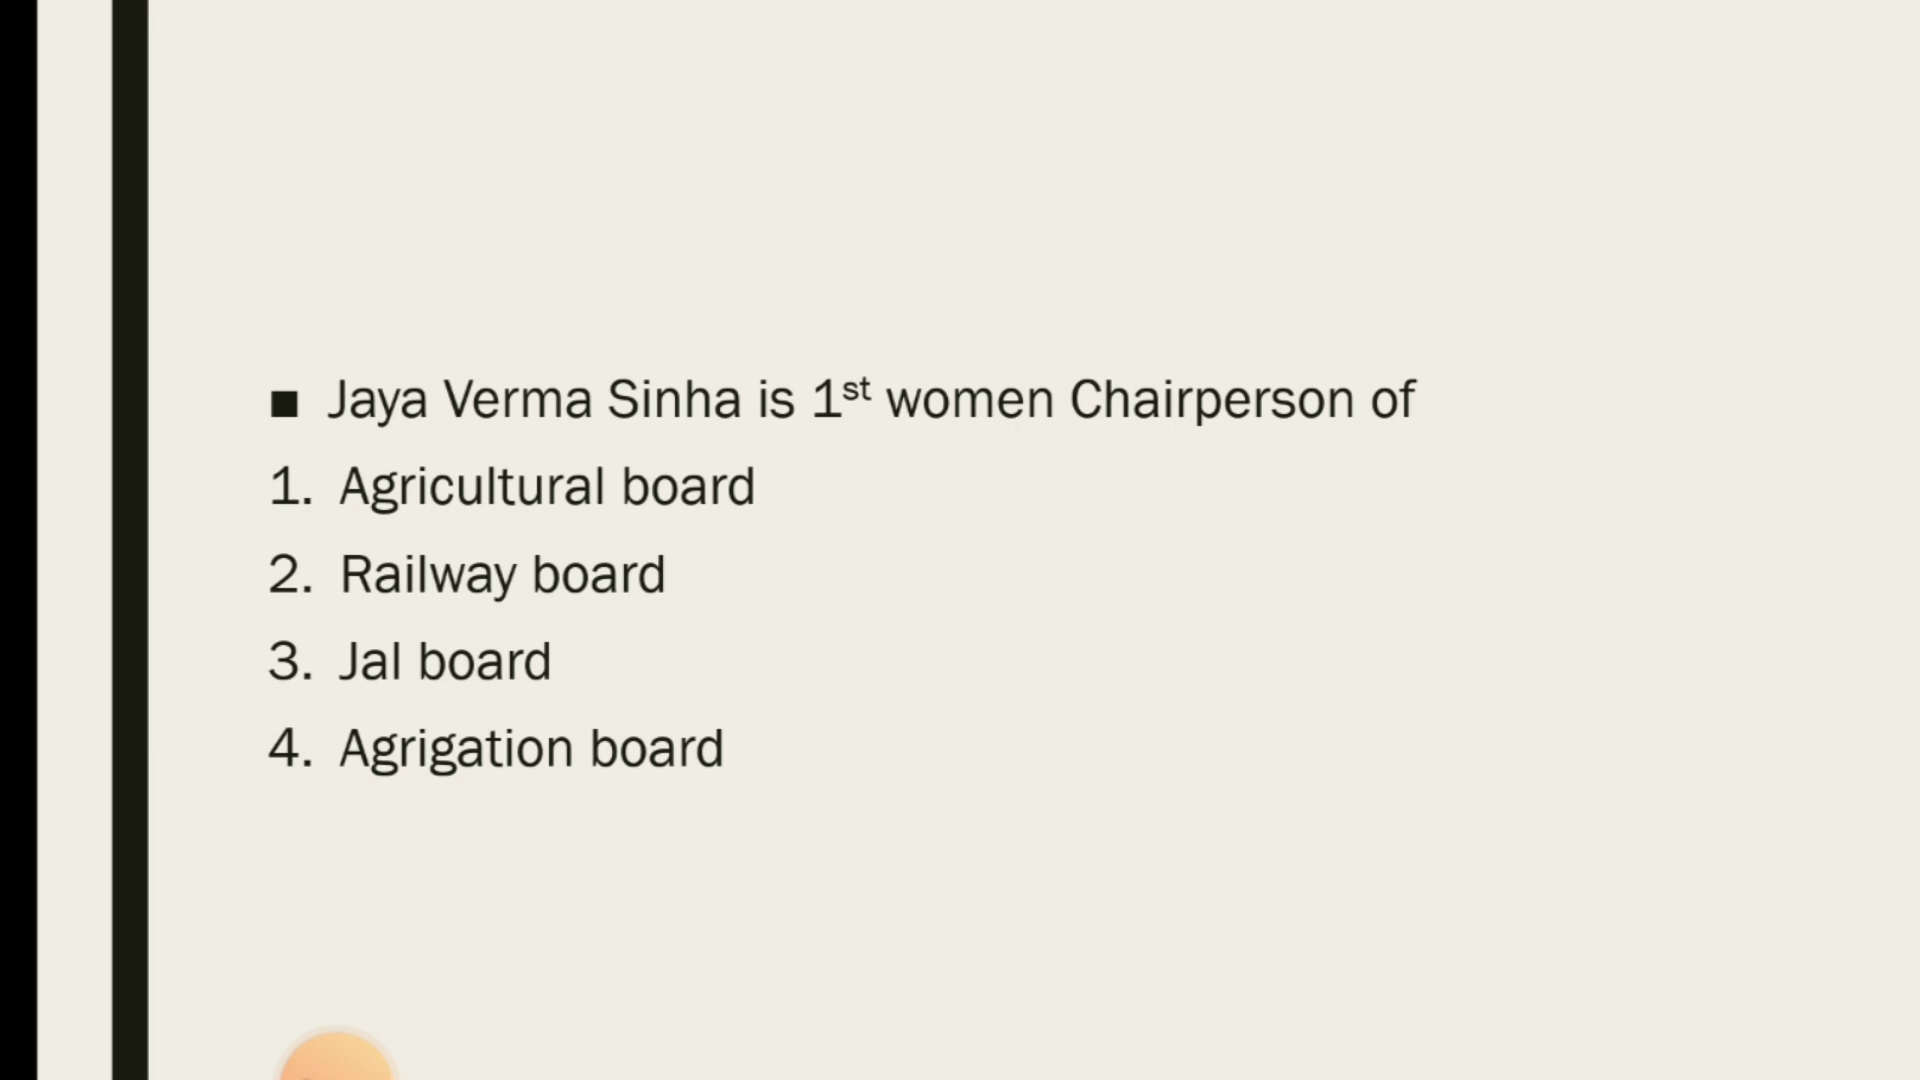 ■ Jaya Verma Sinha is 1st women Chairperson of
1. Agricultural board
2. Railway board
3. Jal board
4. Agrigation board